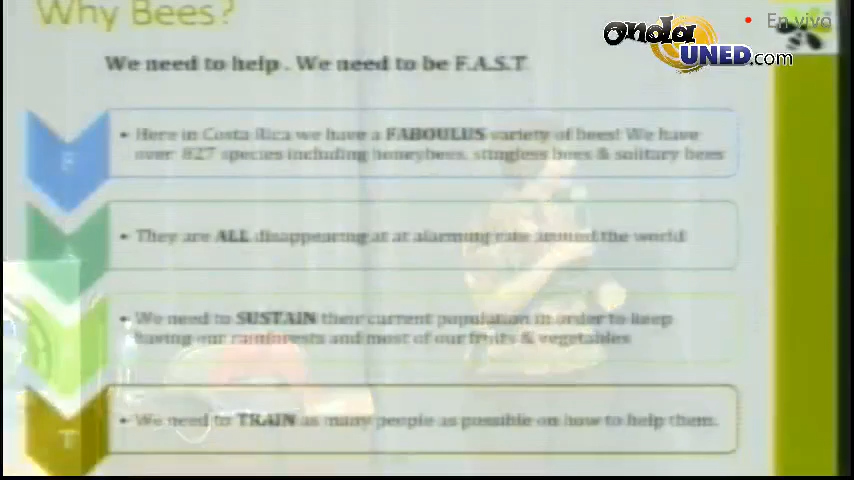 Why Bees?
En vivo
onda
UNED.com
We need to help . We need to be F.A.S.T
F
• Here in Costa Rica we have a FABOULUS variety of bees! We have
over 827 species including honeybees, stingless bees & solitary bees
• They are ALL disappearing at at alarming rate around the world
• We need to SUSTAIN their current population in order to keep
having our rainforests and most of our fruits & vegetables
T
• We need to TRAIN as many people as possible on how to help them.